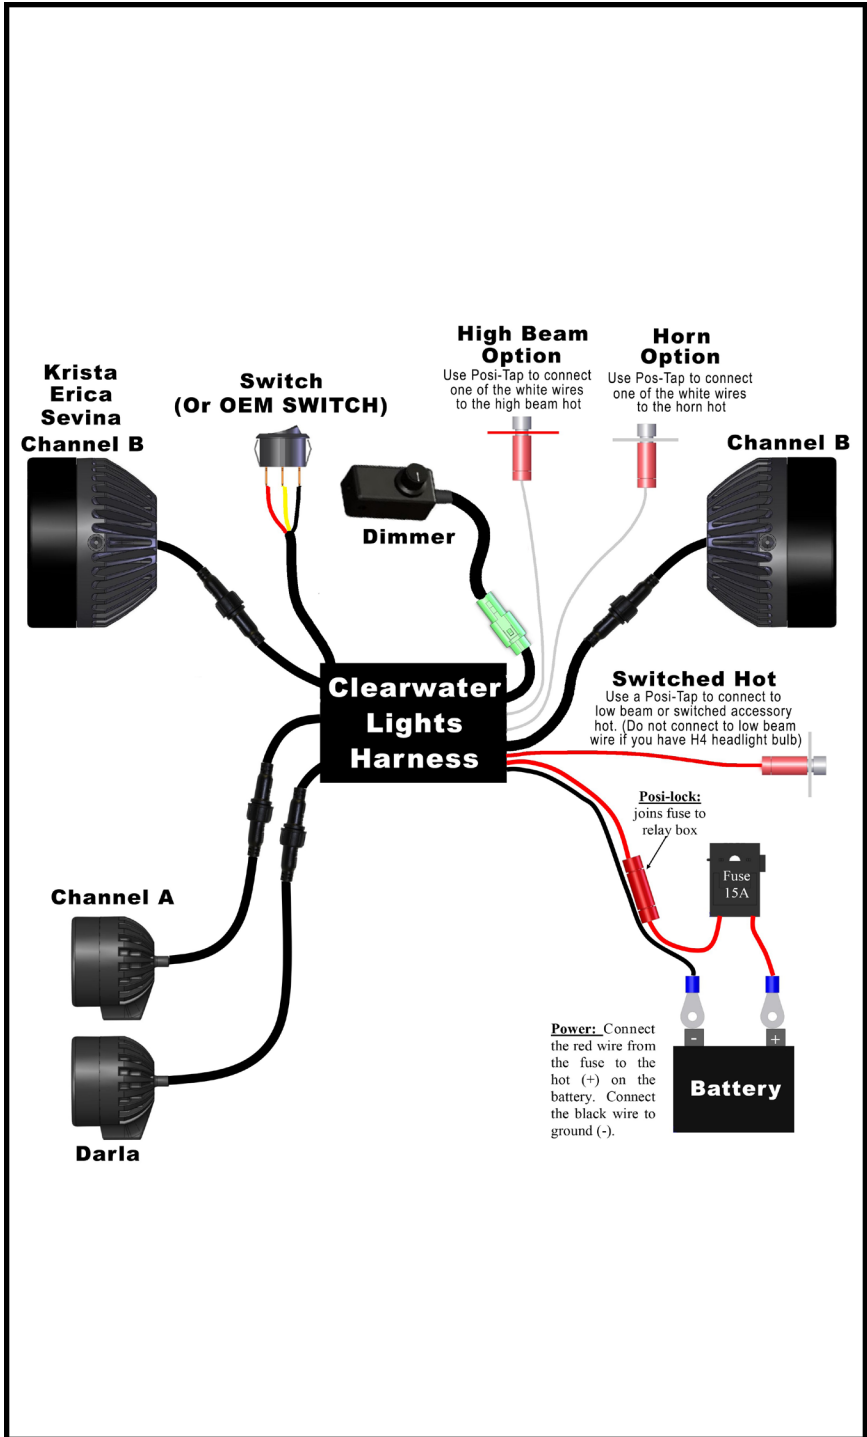 High Beam
Option
Use Posi-Tap to connect
one of the white wires
to the high beam hot
Horn
Option
Use Pos-Tap to connect
one of the white wires
to the horn hot
Krista
Erica
Sevina
Channel B
Switch
(Or OEM SWITCH)
Channel B
Dimmer
Clearwater
Lights
Harness
Switched Hot
Use a Posi-Tap to connect to
low beam or switched accessory
hot. (Do not connect to low beam
wire if you have H4 headlight bulb)
Posi-lock:
joins fuse to
relay box
Fuse
15A
Channel A
Darla
Power: Connect
the red wire from
the fuse to the
hot (+) on the
battery. Connect
the black wire to
ground (-).
- +
Battery